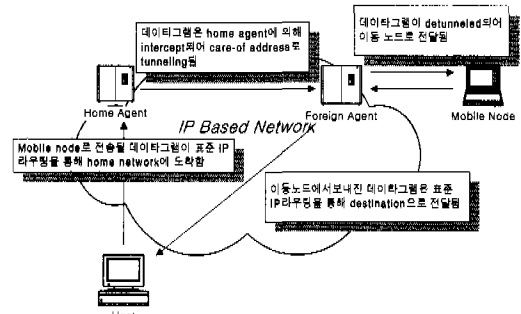 데이타그램은 home agent에 의해
intercept되어 care-of address로
tunneling됨
데이타그램이 detunneled되어
이동 노드로 전달됨
Home Agent
Foreign Agent
Mobile Node
IP Based Network
Mobile node로 전송될 데이타그램이 표준 IP
라우팅을 통해 home network에 도착함
이동노드에서보내진 데이타그램은 표준
IP라우팅을 통해 destination으로 전달됨